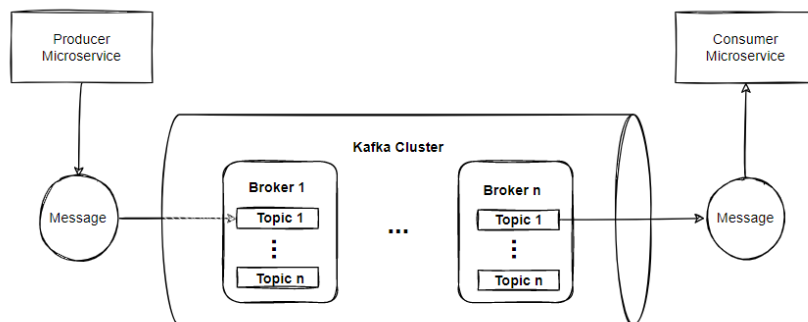 Producer
Microservice
Consumer
Microservice
Kafka Cluster
Broker 1
Broker n
Message
Topic 1
...
Topic 1
Message
Topic n
Topic n